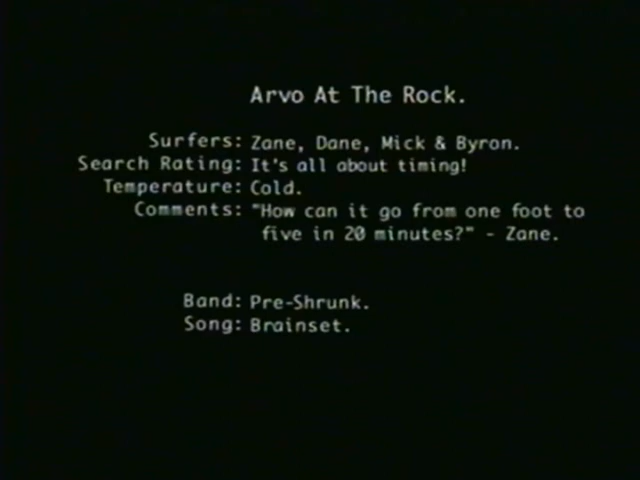 Arvo At The Rock.
Surfers: Zane, Dane, Mick & Byron.
Search Rating: It's all about timing!
Temperature: Cold.
Comments: "How can it go from one foot to
five in 20 minutes?" - Zane.
Band: Pre-Shrunk.
Song: Brainset.